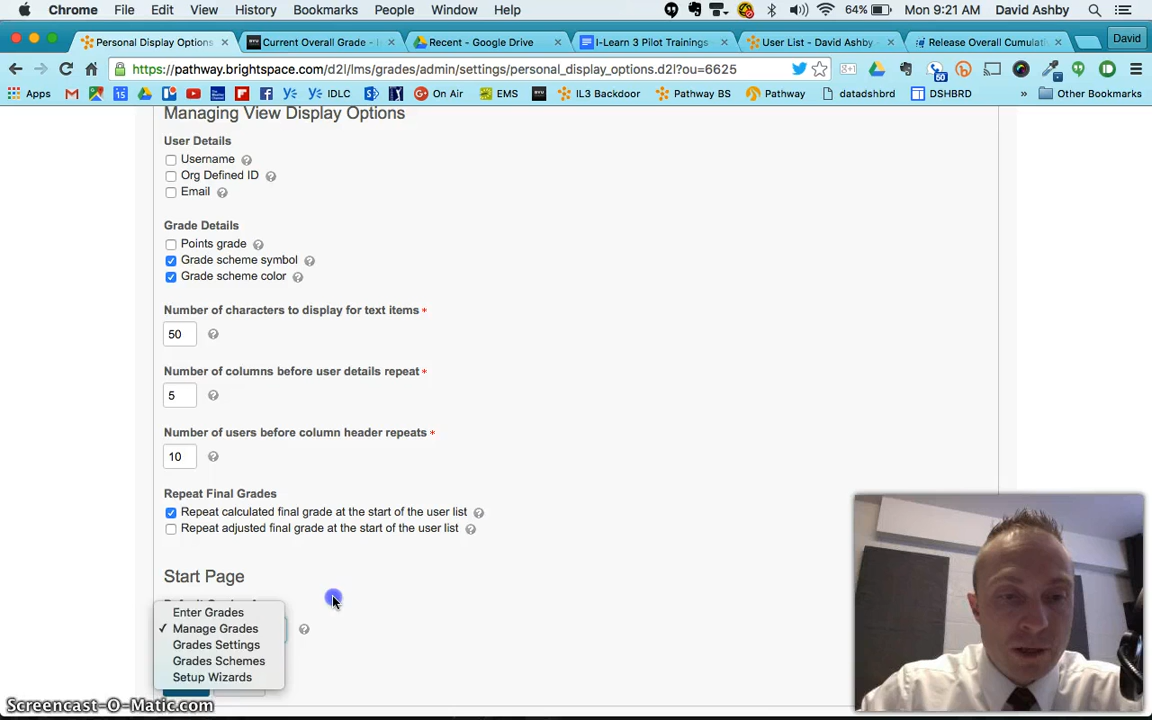 Chrome File Edit View History Bookmarks People Window Help 64% Mon 9:21 AM David Ashby
Personal Display Options × Current Overall Grade - × Recent - Google Drive × I-Learn 3 Pilot Trainings × User List - David Ashby × Release Overall Cumulati × David
https://pathway.brightspace.com/d2l/lms/grades/admin/settings/personal_display_options.d2l?ou=6625
Apps 15 IDLC On Air EMS IL3 Backdoor Pathway BS Pathway datadshbrd DSHBRD » Other Bookmarks
Managing View Display Options
User Details
Username
Org Defined ID
Email
Grade Details
Points grade
Grade scheme symbol
Grade scheme color
Number of characters to display for text items *
50
Number of columns before user details repeat *
5
Number of users before column header repeats *
10
Repeat Final Grades
Repeat calculated final grade at the start of the user list
Repeat adjusted final grade at the start of the user list
Start Page
Enter Grades
✓ Manage Grades
Grades Settings
Grades Schemes
Setup Wizards
Screencast-O-Matic.com